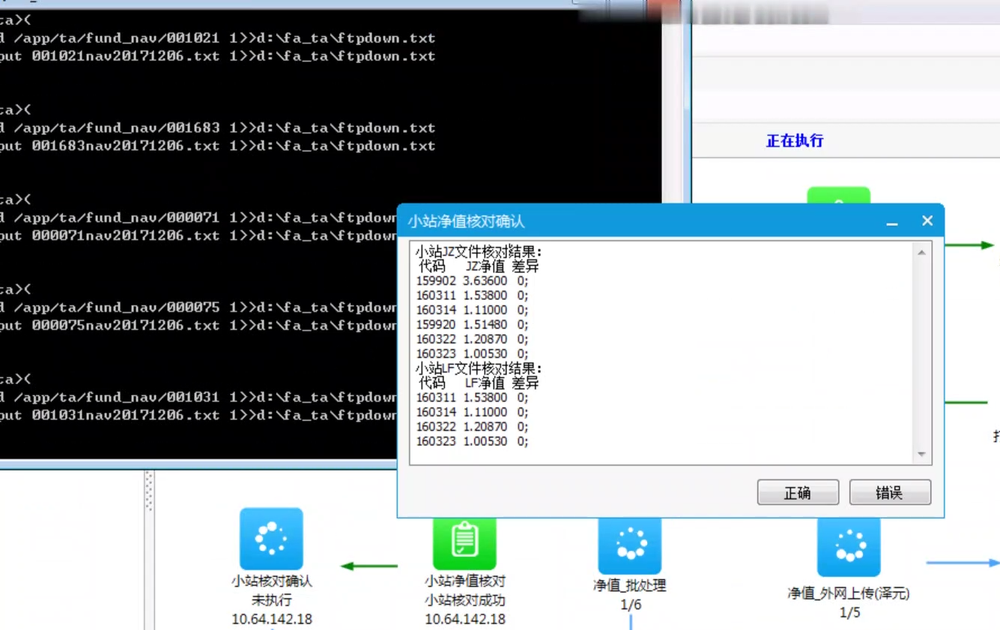 ta>(
d /app/ta/fund_nav/001021 1>>d:\fa_ta\ftpdown.txt
put 001021nav20171206.txt 1>>d:\fa_ta\ftpdown.txt
ta>(
d /app/ta/fund_nav/001683 1>>d:\fa_ta\ftpdown.txt
put 001683nav20171206.txt 1>>d:\fa_ta\ftpdown.txt
ta>(
d /app/ta/fund_nav/000071 1>>d:\fa_ta\ftpdown
put 000071nav20171206.txt 1>>d:\fa_ta\ftpdown
ta>(
d /app/ta/fund_nav/000075 1>>d:\fa_ta\ftpdown
put 000075nav20171206.txt 1>>d:\fa_ta\ftpdown
ta>(
d /app/ta/fund_nav/001031 1>>d:\fa_ta\ftpdown
put 001031nav20171206.txt 1>>d:\fa_ta\ftpdown
正在执行
小站净值核对确认
小站JZ文件核对结果:
代码 JZ净值 差异
159902 3.63600 0;
160311 1.53800 0;
160314 1.11000 0;
159920 1.51480 0;
160322 1.20870 0;
160323 1.00530 0;
小站LF文件核对结果:
代码 LF净值 差异
160311 1.53800 0;
160314 1.11000 0;
160322 1.20870 0;
160323 1.00530 0;
正确
错误
小站核对确认
未执行
10.64.142.18
小站净值核对
小站核对成功
10.64.142.18
净值_批处理
1/6
净值_外网上传(泽元)
1/5